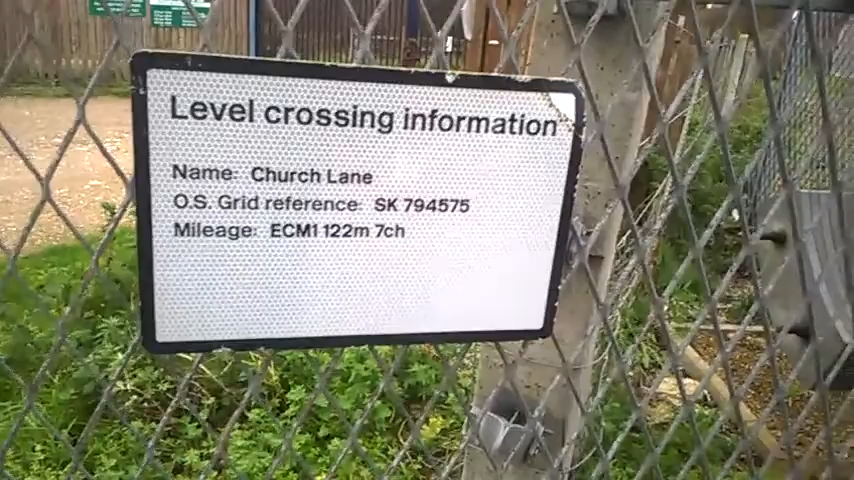 Level crossing information
Name: Church Lane
O.S. Grid reference SK 794575
Mileage: ECM1 122m 7ch